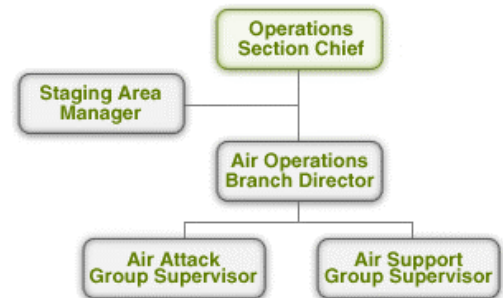 Operations
Section Chief
Staging Area
Manager
Air Operations
Branch Director
Air Attack
Group Supervisor
Air Support
Group Supervisor